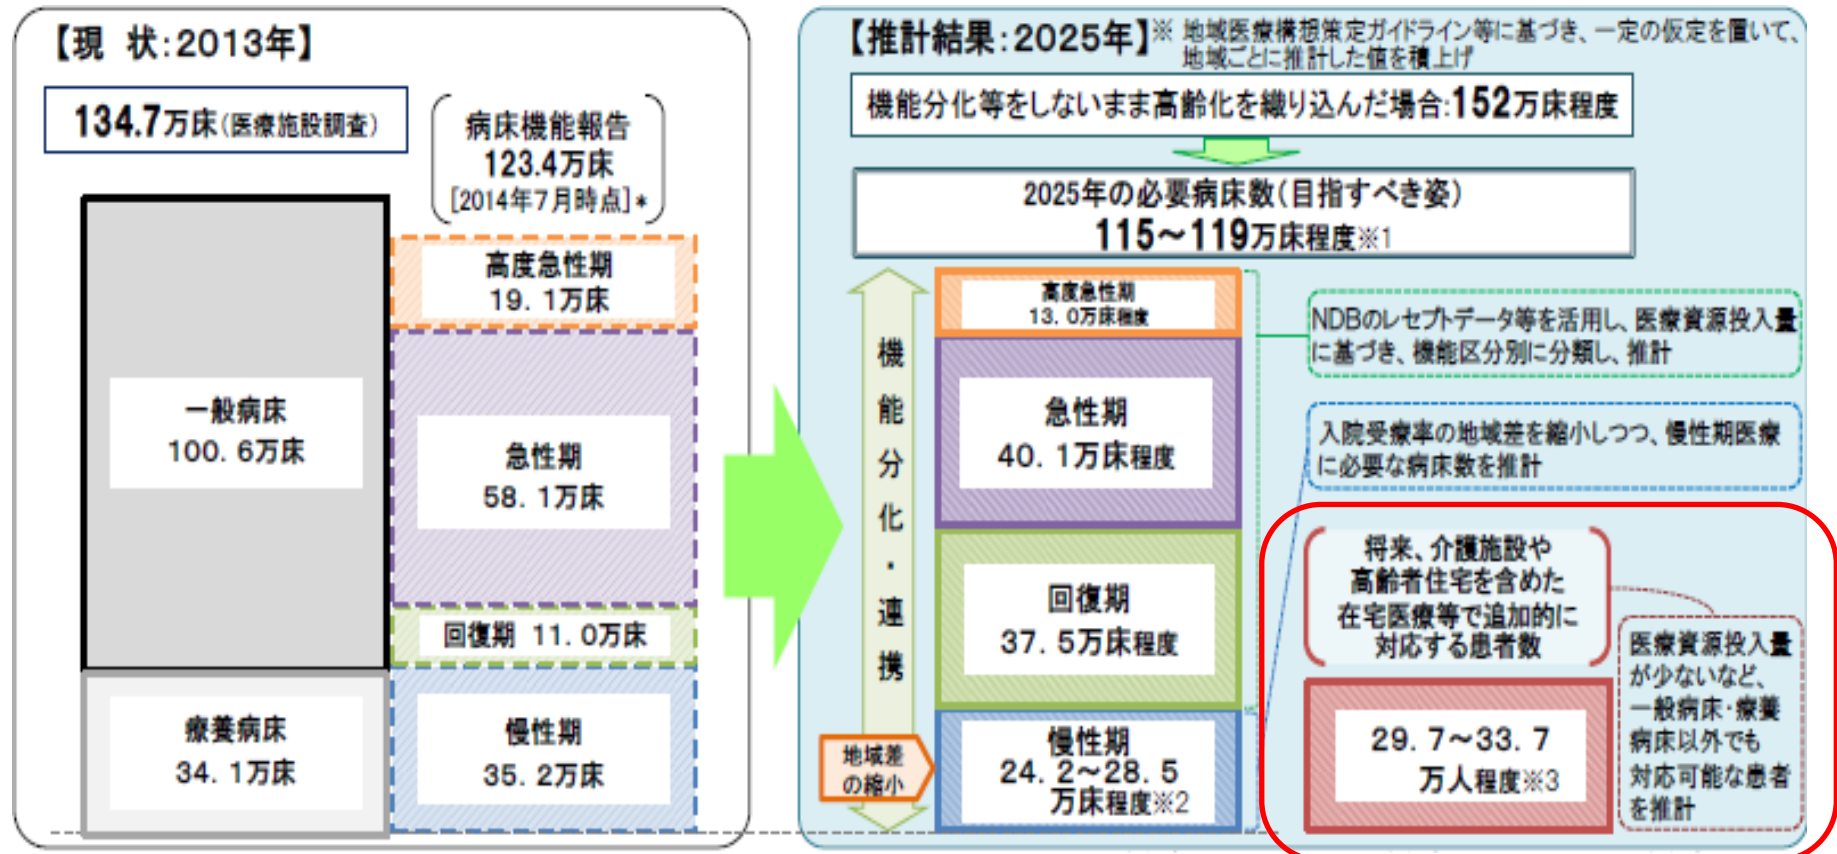 【現 状:2013年】
134.7万床(医療施設調査)
病床機能報告
123.4万床
[2014年7月時点]*
一般病床
100.6万床
療養病床
34.1万床
高度急性期
19.1万床
急性期
58.1万床
回復期 11.0万床
慢性期
35.2万床
【推計結果:2025年】※ 地域医療構想策定ガイドライン等に基づき、一定の仮定を置いて、
地域ごとに推計した値を積上げ
機能分化等をしないまま高齢化を織り込んだ場合:152万床程度
2025年の必要病床数(目指すべき姿)
115～119万床程度※1
機能分化・連携
地域差
の縮小
高度急性期
13.0万床程度
急性期
40.1万床程度
回復期
37.5万床程度
慢性期
24.2～28.5
万床程度※2
NDBのレセプトデータ等を活用し、医療資源投入量
に基づき、機能区分別に分類し、推計
入院受療率の地域差を縮小しつつ、慢性期医療
に必要な病床数を推計
将来、介護施設や
高齢者住宅を含めた
在宅医療等で追加的に
対応する患者数
29.7～33.7
万人程度※3
医療資源投入量
が少ないなど、
一般病床・療養
病床以外でも
対応可能な患者
を推計